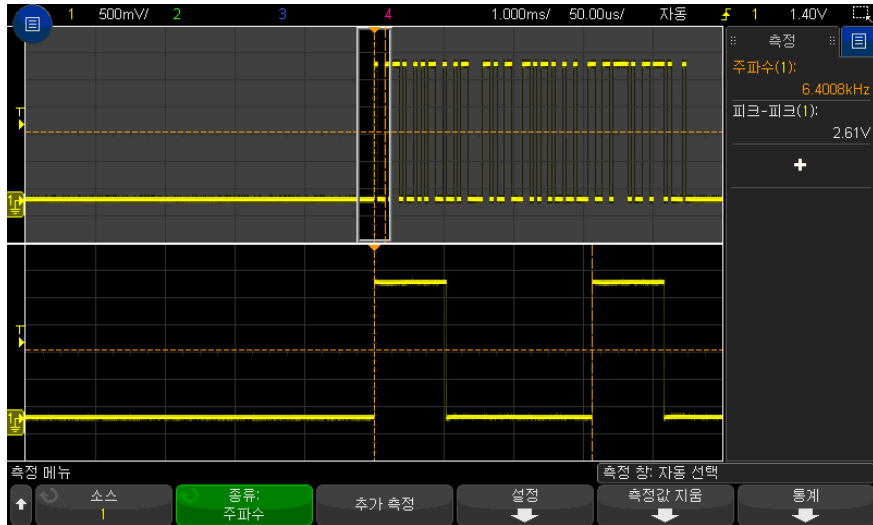 1 500mV/ 2 3 4 1.000ms/ 50.00us/ 자동 1 1.40V
측정
주파수(1):
6.4008kHz
피크-피크(1):
2.61V
+
T
1
T
1
측정 메뉴
측정 창: 자동 선택
소스
1
종류:
주파수
추가 측정
설정
측정값 지움
통계